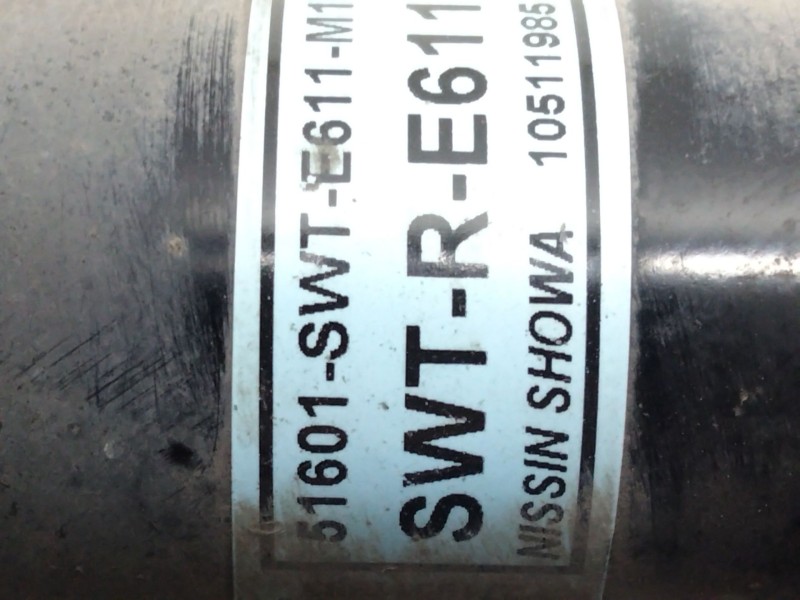 51601-SWT-E611-M1
SWT-R-E611
NISSIN SHOWA 10511985